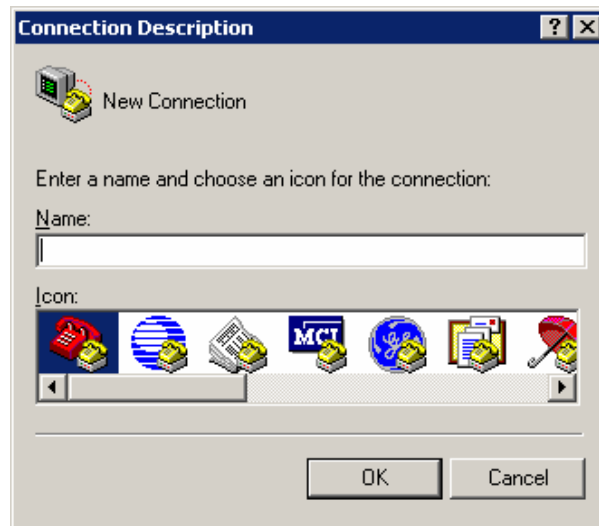 Connection Description
New Connection
Enter a name and choose an icon for the connection:
Name:
Icon:
MCI
OK Cancel